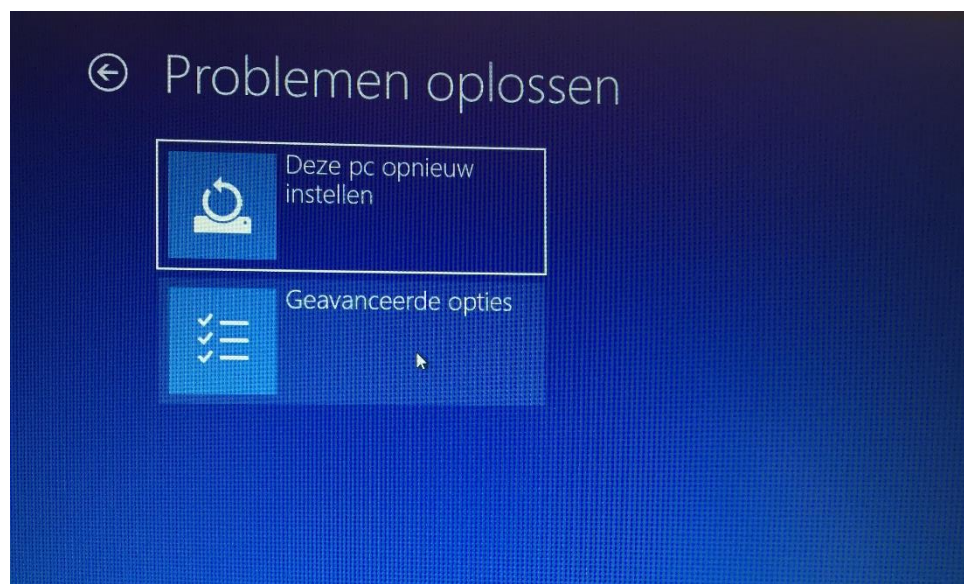 Problemen oplossen
Deze pc opnieuw
instellen
Geavanceerde opties